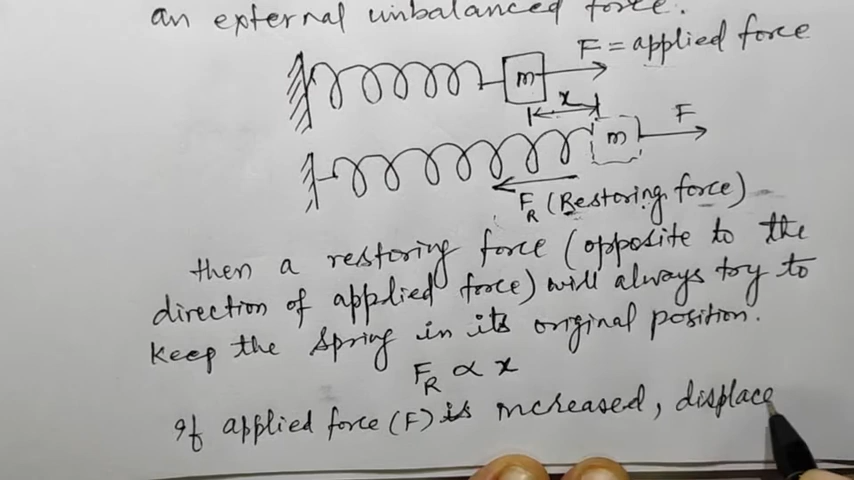 an external unbalanced force.
F = applied force
m
x
F
m
F_R (Restoring force)
then a restoring force (opposite to the
direction of applied force) will always try to
keep the spring in its original position.
F_R ∝ x
If applied force (F) is increased, displace